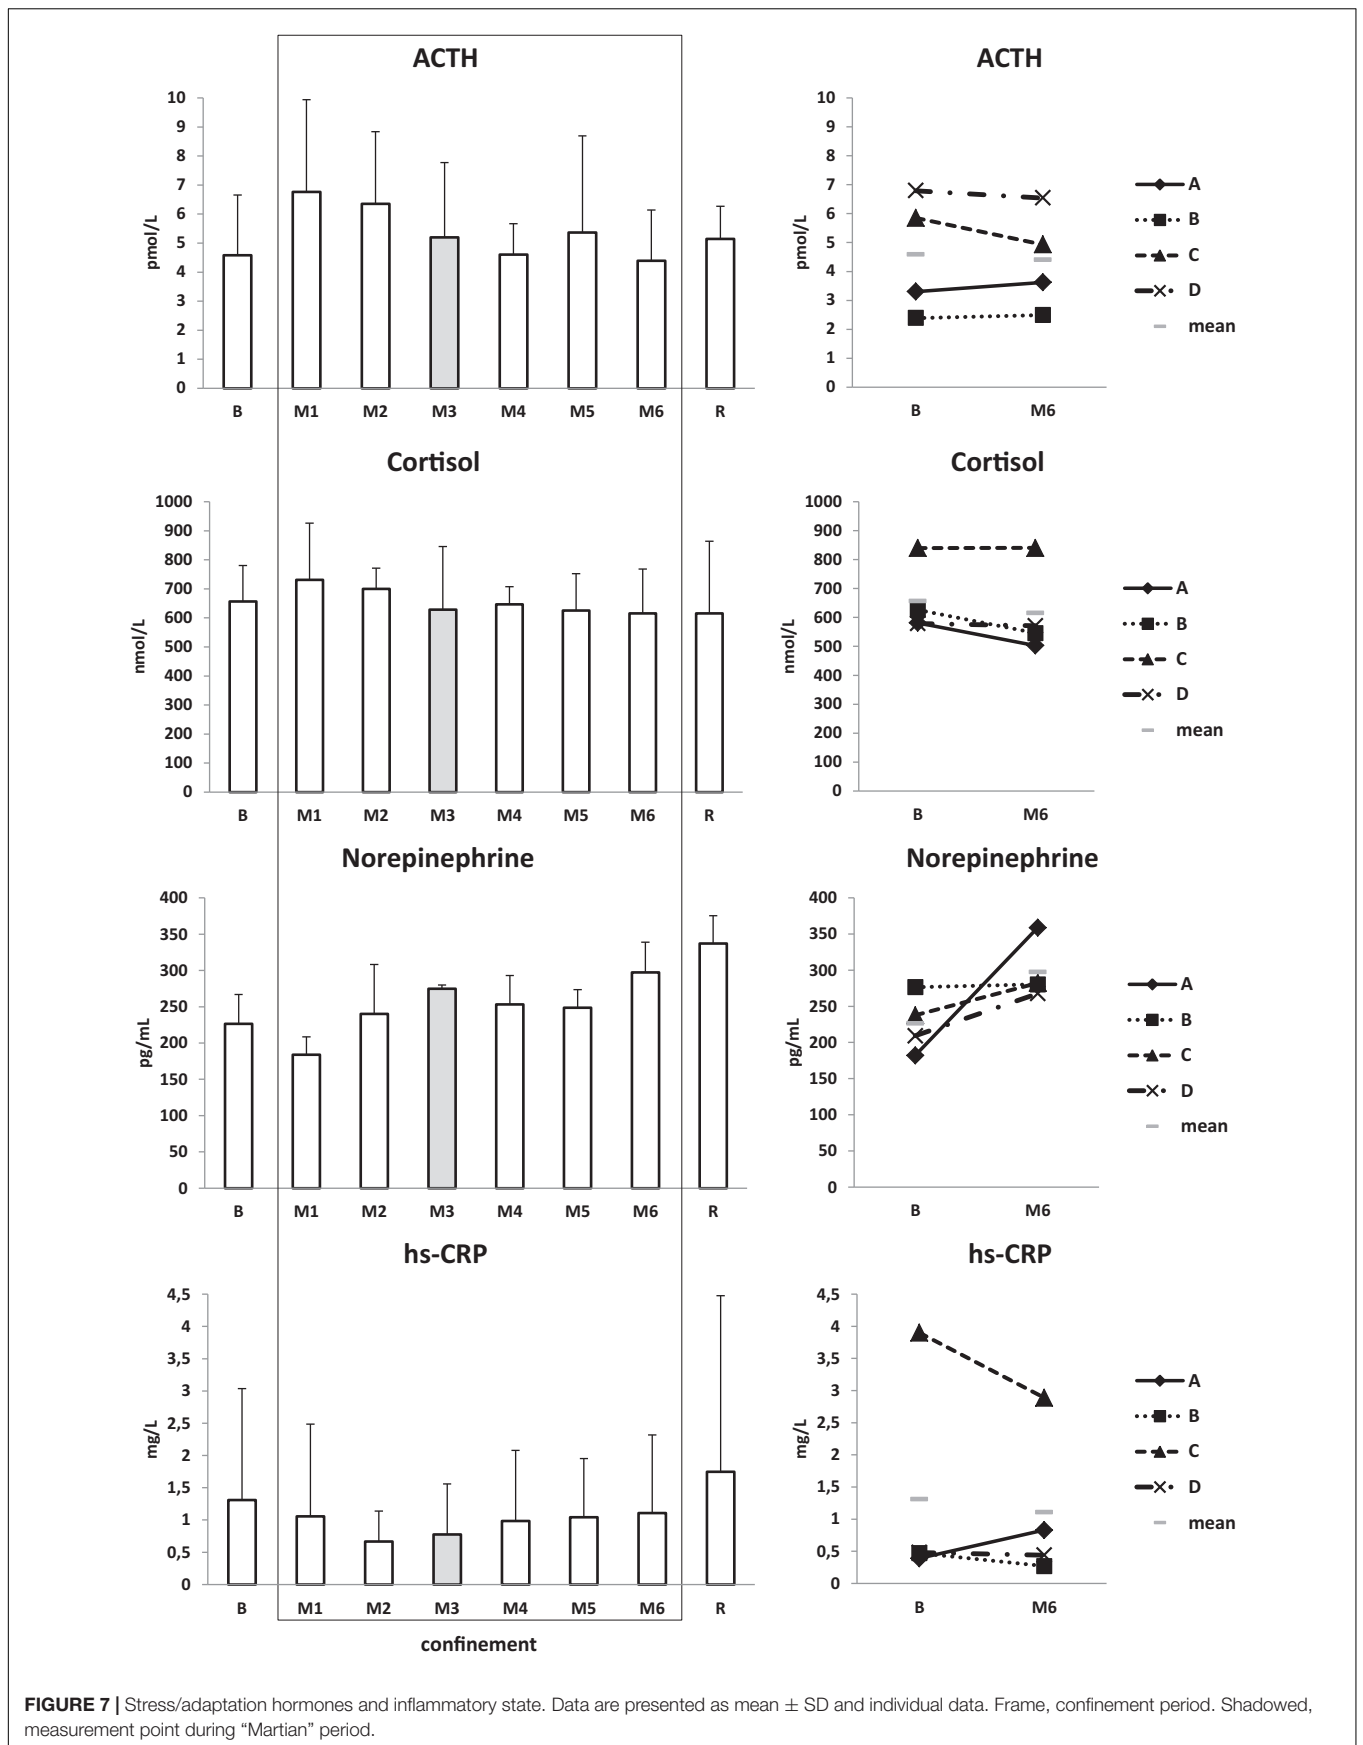 ACTH
10
9
8
7
6
5
4
3
2
1
0
pmol/L
B M1 M2 M3 M4 M5 M6 R
ACTH
10
9
8
7
6
5
4
3
2
1
0
pmol/L
B M6
A
B
C
D
mean
Cortisol
1000
900
800
700
600
500
400
300
200
100
0
nmol/L
B M1 M2 M3 M4 M5 M6 R
Cortisol
1000
900
800
700
600
500
400
300
200
100
0
nmol/L
B M6
A
B
C
D
mean
Norepinephrine
400
350
300
250
200
150
100
50
0
pg/mL
B M1 M2 M3 M4 M5 M6 R
Norepinephrine
400
350
300
250
200
150
100
50
0
pg/mL
B M6
A
B
C
D
mean
hs-CRP
4,5
4
3,5
3
2,5
2
1,5
1
0,5
0
mg/L
B M1 M2 M3 M4 M5 M6 R
confinement
hs-CRP
4,5
4
3,5
3
2,5
2
1,5
1
0,5
0
mg/L
B M6
A
B
C
D
mean
FIGURE 7 | Stress/adaptation hormones and inflammatory state. Data are presented as mean ± SD and individual data. Frame, confinement period. Shadowed,
measurement point during “Martian” period.